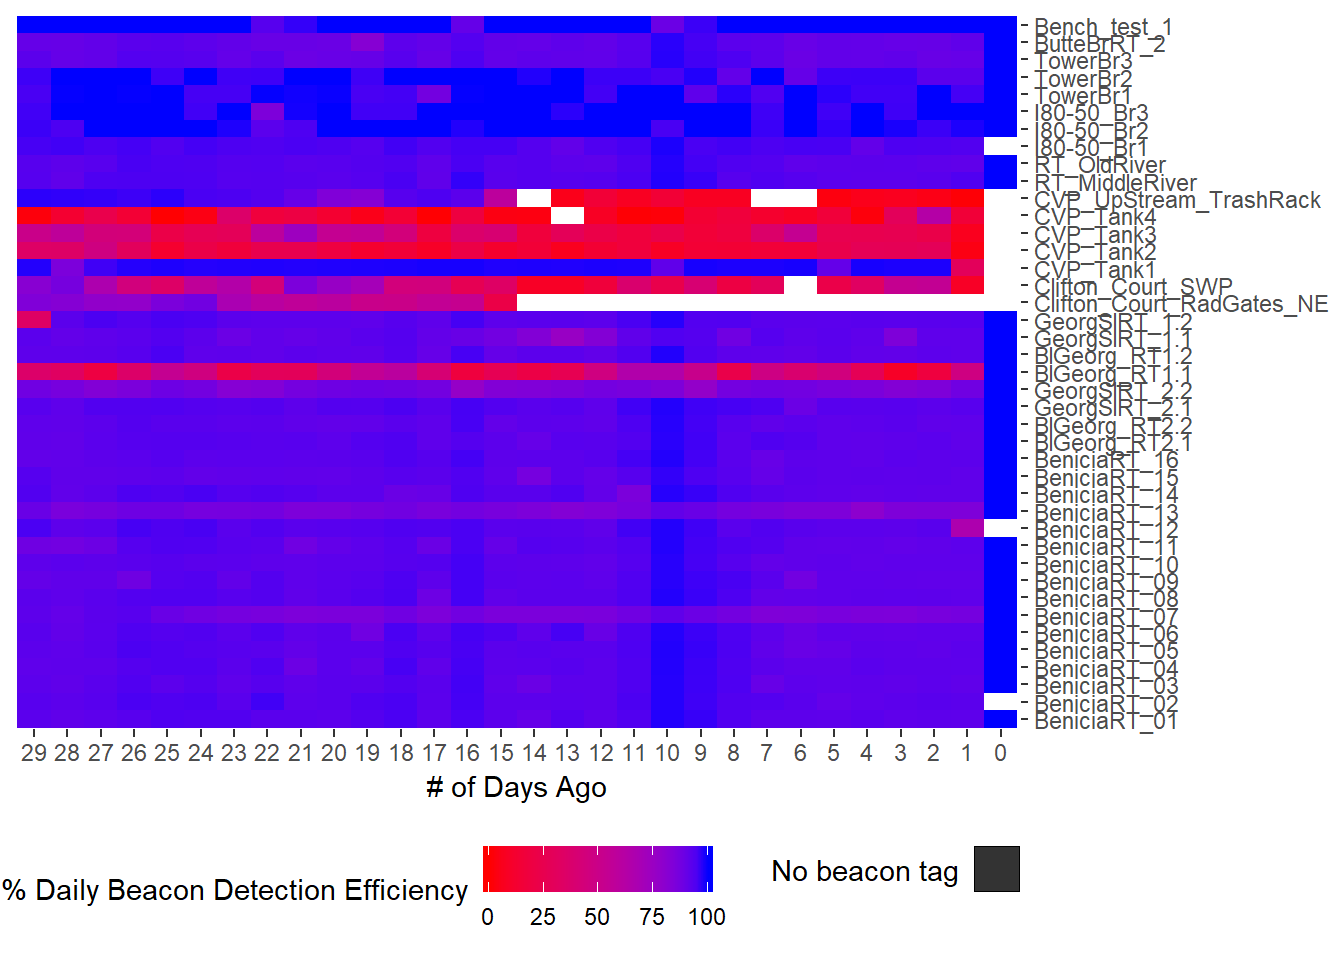 Bench_test_1
ButteBrRT_2
TowerBr3
TowerBr2
TowerBr1
I80-50_Br3
I80-50_Br2
I80-50_Br1
RT_OldRiver
RT_MiddleRiver
CVP_UpStream_TrashRack
CVP_Tank4
CVP_Tank3
CVP_Tank2
CVP_Tank1
Clifton_Court_SWP
Clifton_Court_RadGates_NE
GeorgSlRT_1.2
GeorgSlRT_1.1
BlGeorg_RT1.2
BlGeorg_RT1.1
GeorgSlRT_2.2
GeorgSlRT_2.1
BlGeorg_RT2.2
BlGeorg_RT2.1
BeniciaRT_16
BeniciaRT_15
BeniciaRT_14
BeniciaRT_13
BeniciaRT_12
BeniciaRT_11
BeniciaRT_10
BeniciaRT_09
BeniciaRT_08
BeniciaRT_07
BeniciaRT_06
BeniciaRT_05
BeniciaRT_04
BeniciaRT_03
BeniciaRT_02
BeniciaRT_01
29 28 27 26 25 24 23 22 21 20 19 18 17 16 15 14 13 12 11 10 9 8 7 6 5 4 3 2 1 0
# of Days Ago
% Daily Beacon Detection Efficiency
0 25 50 75 100
No beacon tag